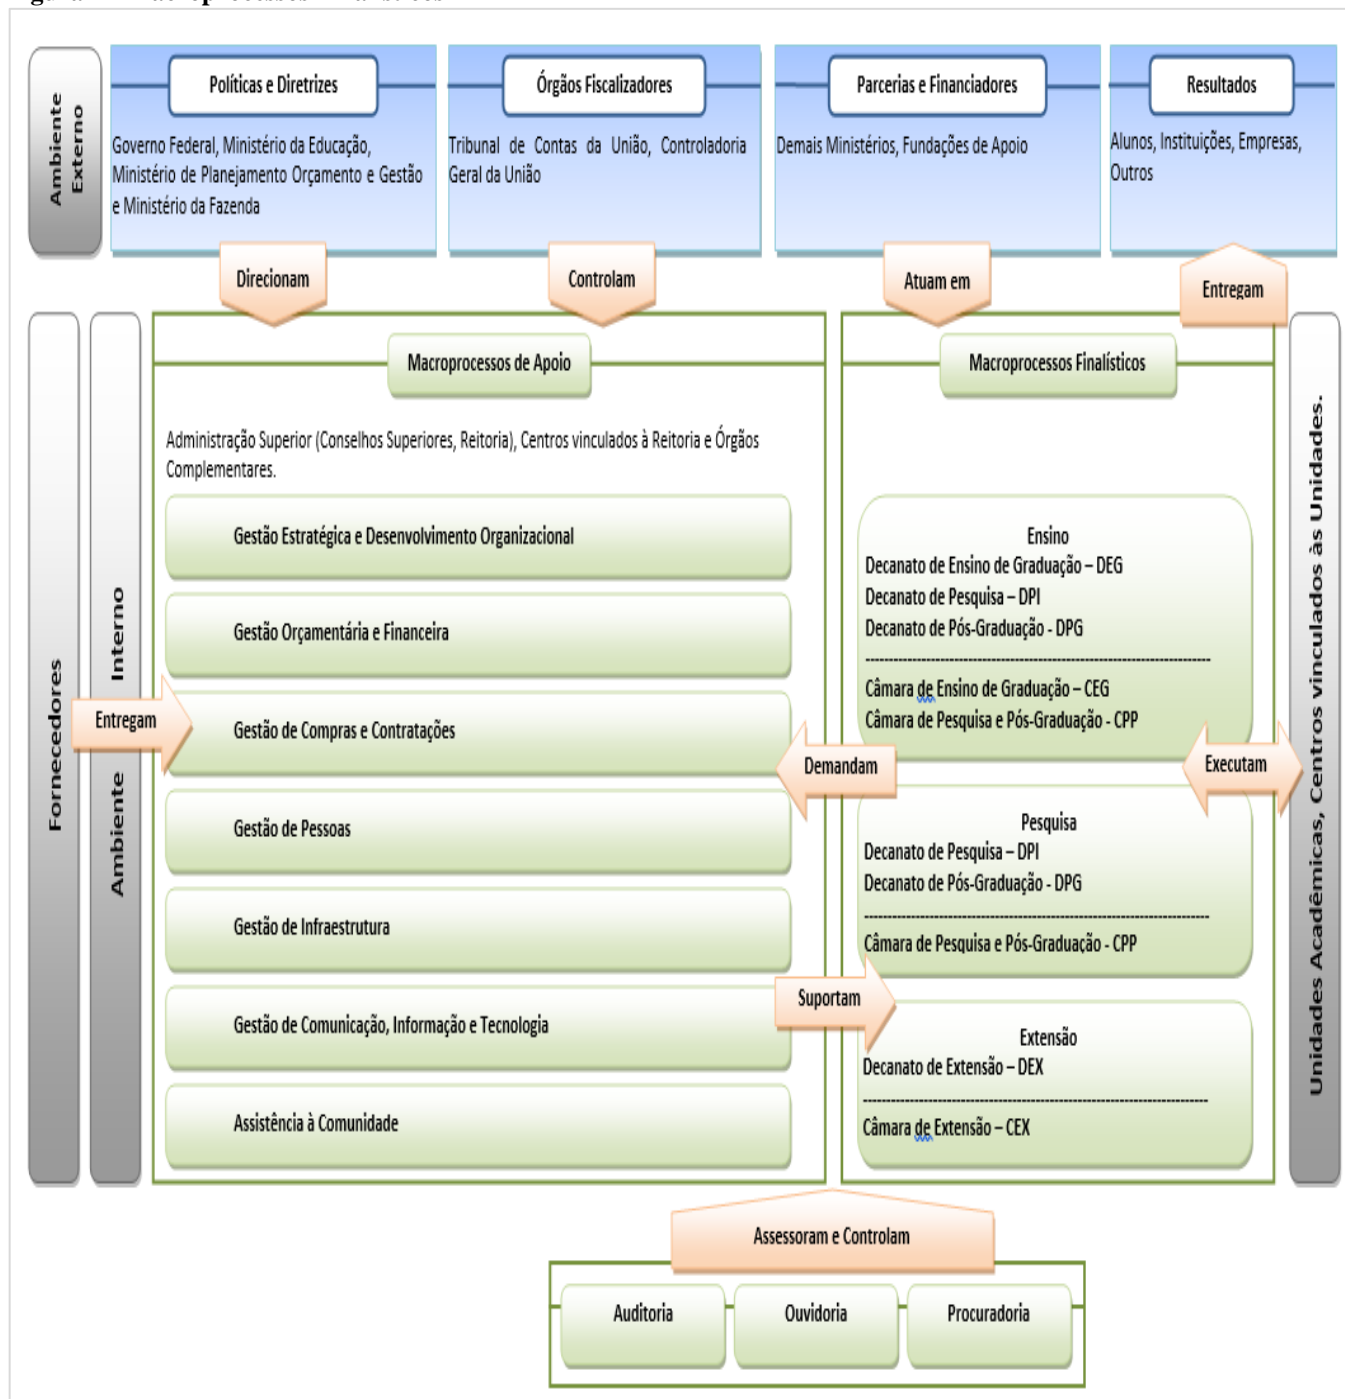 Ambiente
Externo
Políticas e Diretrizes
Governo Federal, Ministério da Educação,
Ministério de Planejamento Orçamento e Gestão
e Ministério da Fazenda
Órgãos Fiscalizadores
Tribunal de Contas da União, Controladoria
Geral da União
Parcerias e Financiadores
Demais Ministérios, Fundações de Apoio
Resultados
Alunos, Instituições, Empresas,
Outros
Direcionam
Controlam
Atuam em
Entregam
Fornecedores
Ambiente Interno
Entregam
Macroprocessos de Apoio
Administração Superior (Conselhos Superiores, Reitoria), Centros vinculados à Reitoria e Órgãos
Complementares.
Gestão Estratégica e Desenvolvimento Organizacional
Gestão Orçamentária e Financeira
Gestão de Compras e Contratações
Gestão de Pessoas
Gestão de Infraestrutura
Gestão de Comunicação, Informação e Tecnologia
Assistência à Comunidade
Demandam
Suportam
Macroprocessos Finalísticos
Ensino
Decanato de Ensino de Graduação – DEG
Decanato de Pesquisa – DPI
Decanato de Pós-Graduação - DPG
Câmara de Ensino de Graduação – CEG
Câmara de Pesquisa e Pós-Graduação - CPP
Pesquisa
Decanato de Pesquisa – DPI
Decanato de Pós-Graduação - DPG
Câmara de Pesquisa e Pós-Graduação - CPP
Extensão
Decanato de Extensão – DEX
Câmara de Extensão – CEX
Executam
Unidades Acadêmicas, Centros vinculados às Unidades.
Assessoram e Controlam
Auditoria
Ouvidoria
Procuradoria